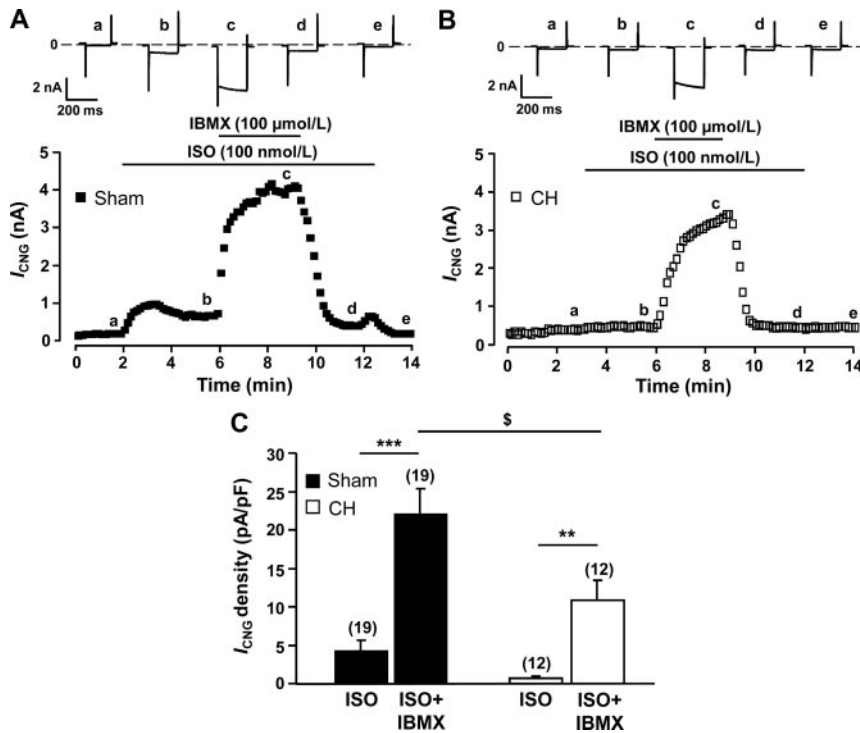 A
a b c d e
0
2 nA
200 ms
IBMX (100 µmol/L)
ISO (100 nmol/L)
Sham
5
4
3
2
1
0
I_CNG (nA)
a b c d e
0 2 4 6 8 10 12 14
Time (min)
B
a b c d e
0
2 nA
200 ms
IBMX (100 µmol/L)
ISO (100 nmol/L)
CH
5
4
3
2
1
0
I_CNG (nA)
a b c d e
0 2 4 6 8 10 12 14
Time (min)
C
$
*** **
Sham
CH
30
25
20
15
10
5
0
I_CNG density (pA/pF)
(19) (19) (12) (12)
ISO ISO+ ISO ISO+
IBMX IBMX